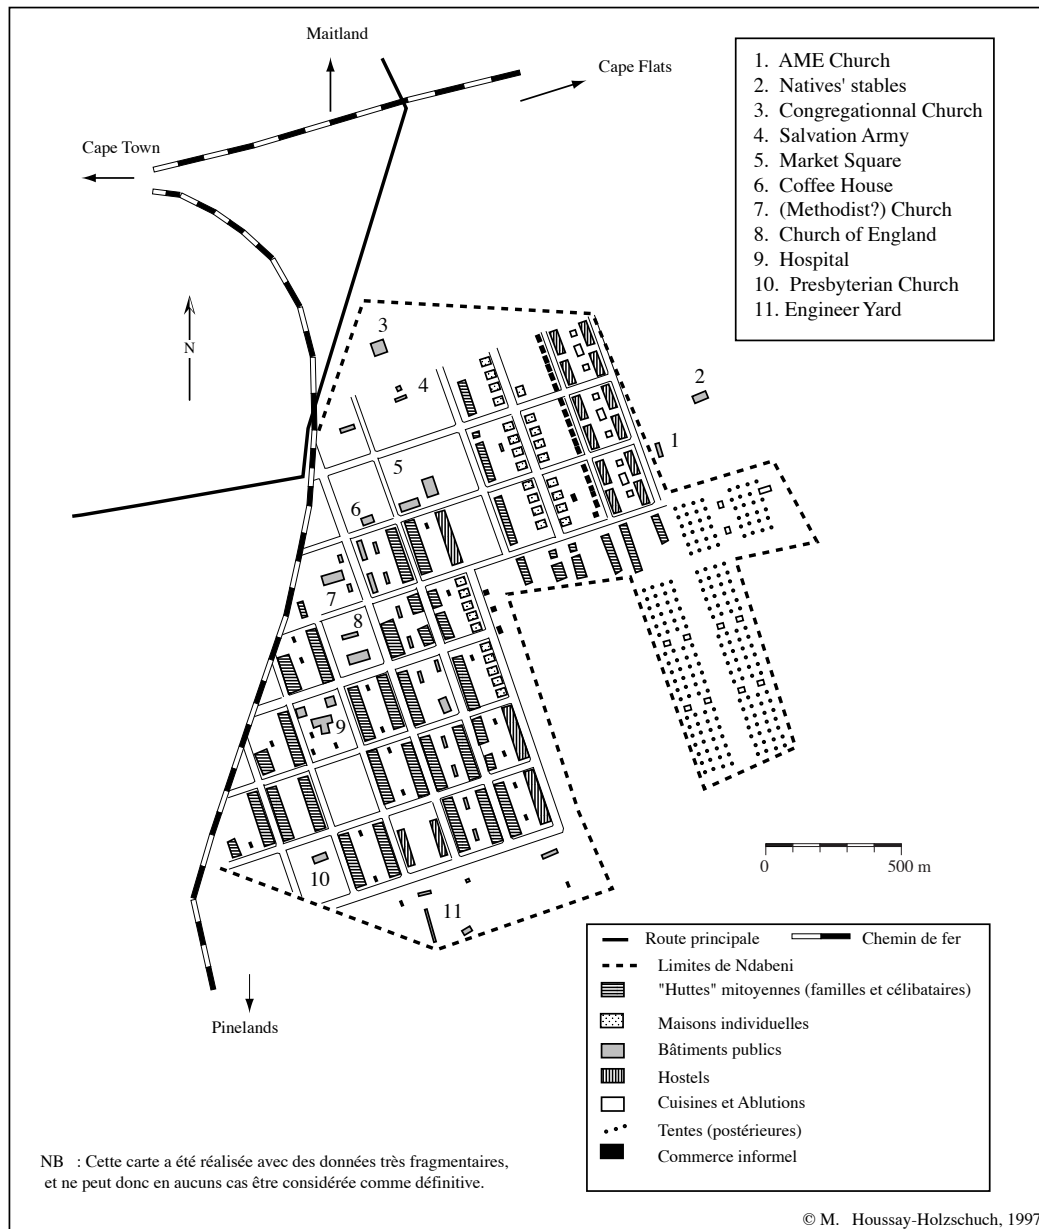 Maitland
Cape Flats
Cape Town
N
1. AME Church
2. Natives' stables
3. Congregationnal Church
4. Salvation Army
5. Market Square
6. Coffee House
7. (Methodist?) Church
8. Church of England
9. Hospital
10. Presbyterian Church
11. Engineer Yard
3
4
2
1
5
6
7
8
9
10
11
0 500 m
Pinelands
Route principale Chemin de fer
Limites de Ndabeni
"Huttes" mitoyennes (familles et célibataires)
Maisons individuelles
Bâtiments publics
Hostels
Cuisines et Ablutions
Tentes (postérieures)
Commerce informel
NB : Cette carte a été réalisée avec des données très fragmentaires,
et ne peut donc en aucuns cas être considérée comme définitive.
© M. Houssay-Holzschuch, 1997